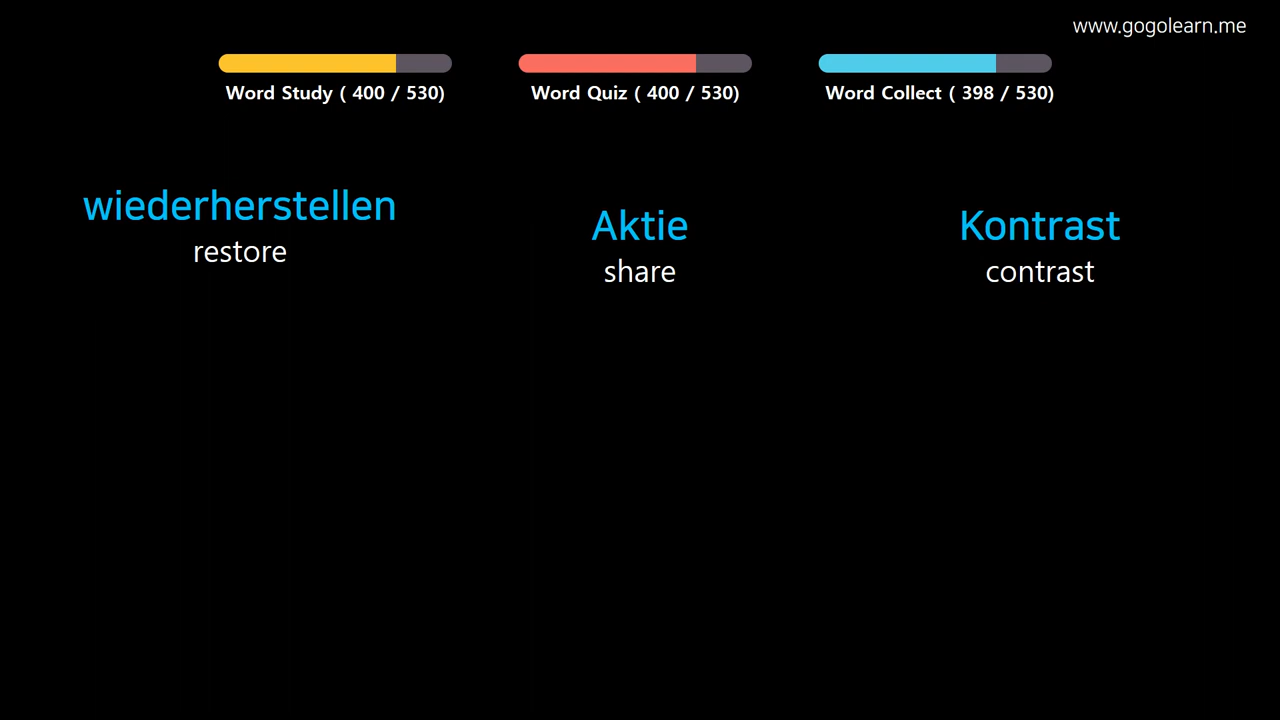 www.gogolearn.me
Word Study ( 400 / 530)
Word Quiz ( 400 / 530)
Word Collect ( 398 / 530)
wiederherstellen
restore
Aktie
share
Kontrast
contrast